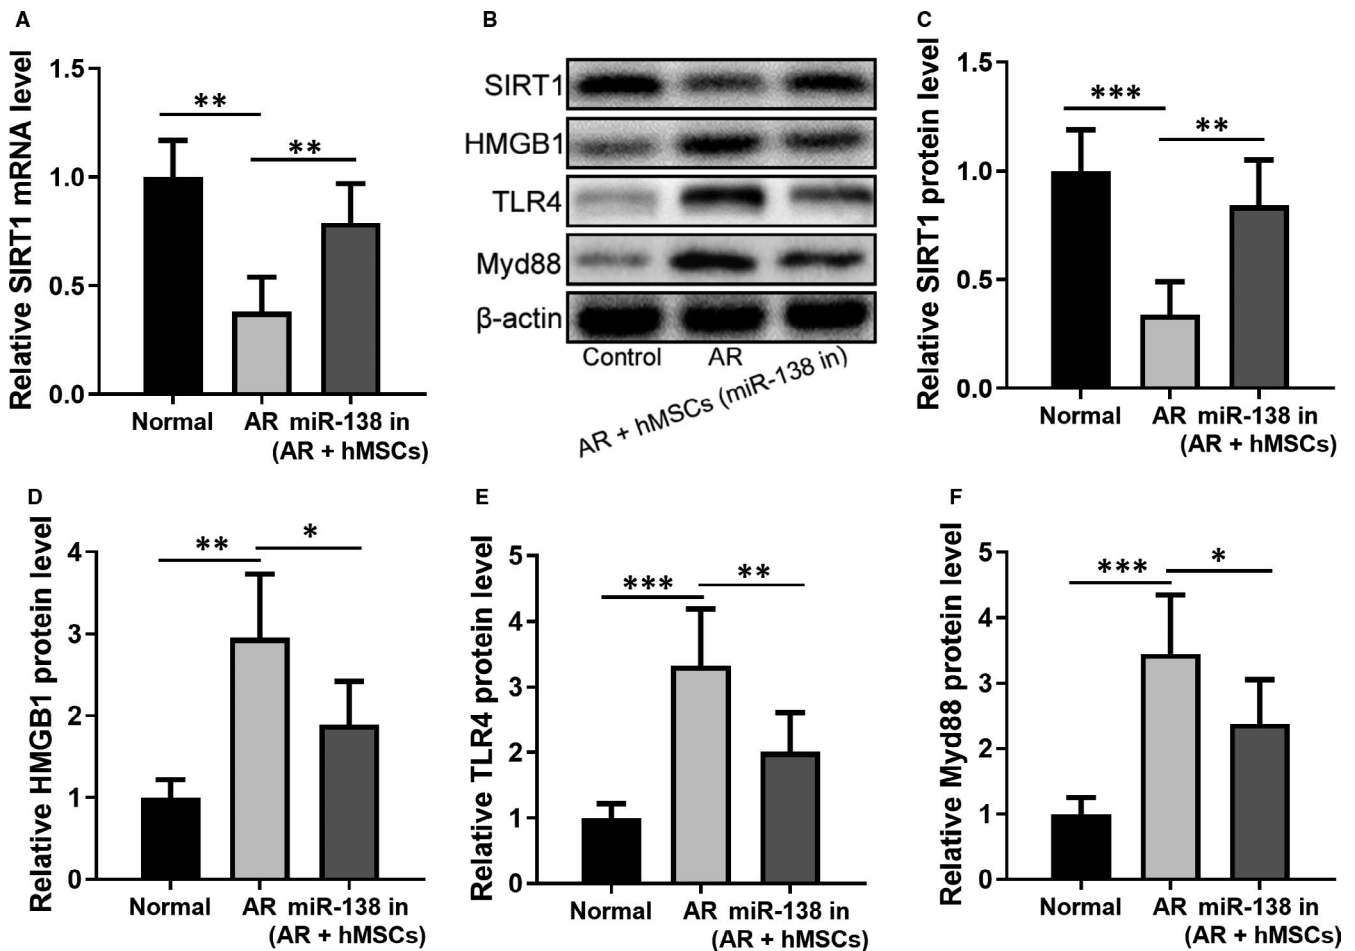 A
Relative SIRT1 mRNA level
1.5
1.0
0.5
0.0
**
**
Normal
AR
miR-138 in
(AR + hMSCs)
B
SIRT1
HMGB1
TLR4
Myd88
β-actin
Control
AR
AR + hMSCs (miR-138 in)
C
Relative SIRT1 protein level
1.5
1.0
0.5
0.0
***
**
Normal
AR
miR-138 in
(AR + hMSCs)
D
Relative HMGB1 protein level
4
3
2
1
0
**
*
Normal
AR
miR-138 in
(AR + hMSCs)
E
Relative TLR4 protein level
5
4
3
2
1
0
***
**
Normal
AR
miR-138 in
(AR + hMSCs)
F
Relative Myd88 protein level
5
4
3
2
1
0
***
*
Normal
AR
miR-138 in
(AR + hMSCs)